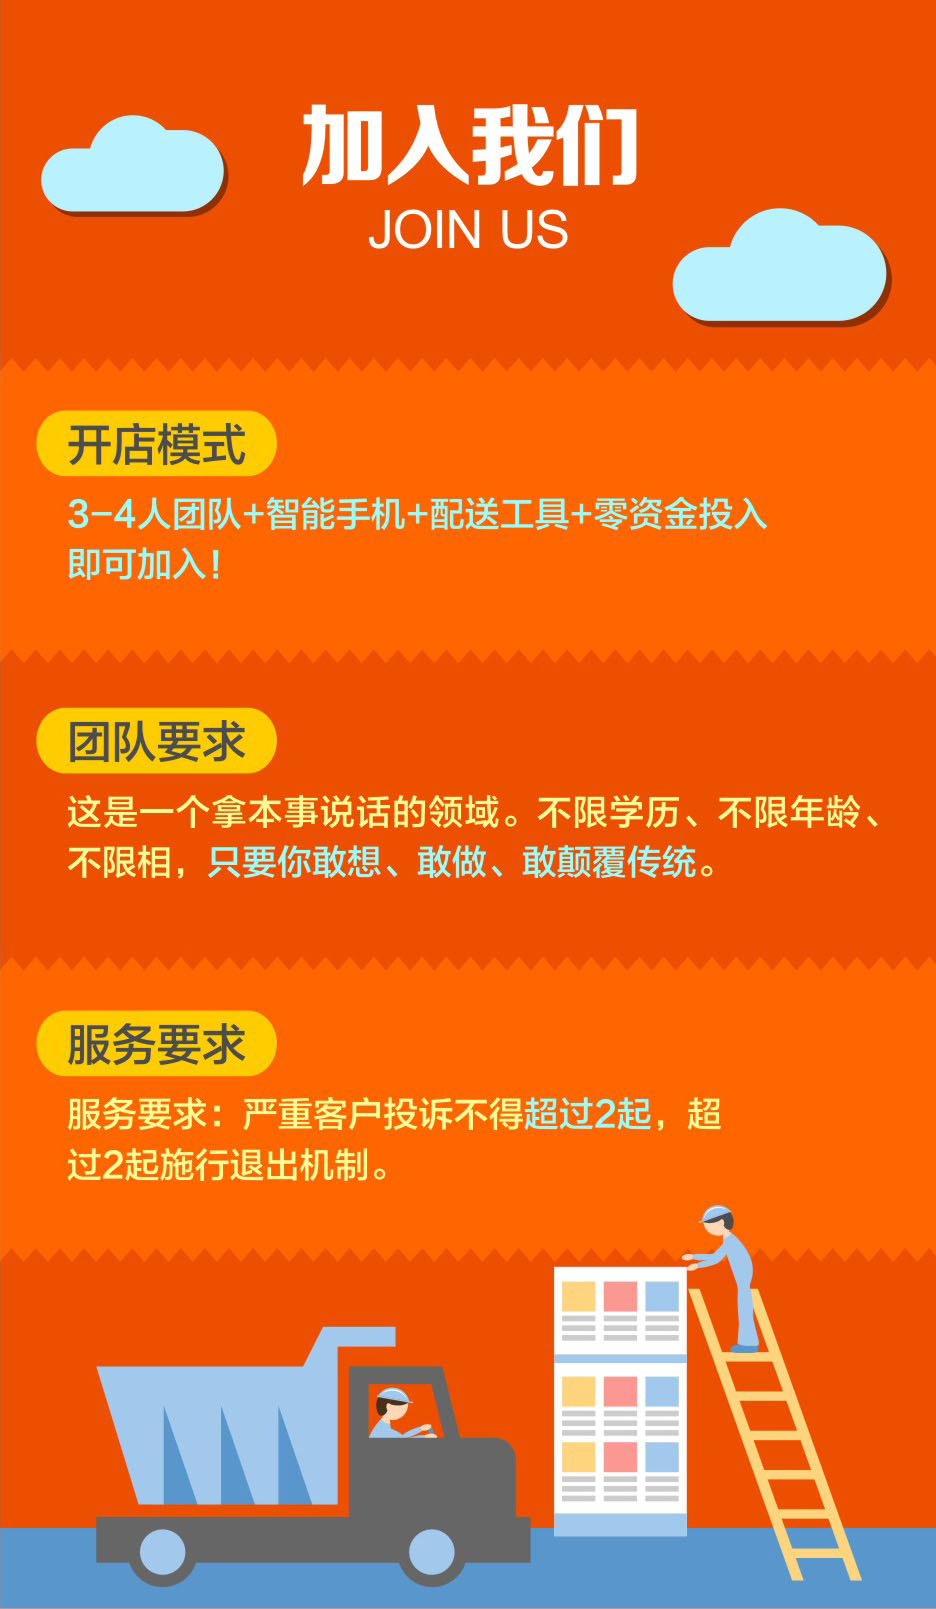 加入我们
JOIN US
开店模式
3-4人团队+智能手机+配送工具+零资金投入
即可加入！
团队要求
这是一个拿本事说话的领域。不限学历、不限年龄、
不限相，只要你敢想、敢做、敢颠覆传统。
服务要求
服务要求：严重客户投诉不得超过2起，超
过2起施行退出机制。